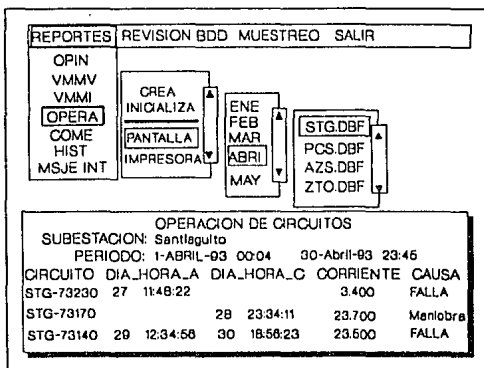 REPORTES REVISION BDD MUESTREO SALIR
OPIN
VMMV
VMMI
OPERA
COME
HIST
MSJE INT
CREA
INICIALIZA
PANTALLA
IMPRESORA
ENE
FEB
MAR
ABRI
MAY
STG.DBF
PCS.DBF
AZS.DBF
ZTO.DBF
OPERACION DE CIRCUITOS
SUBESTACION: Santiaguito
PERIODO: 1-ABRIL-93 00:04 30-Abril-93 23:45
CIRCUITO DIA_HORA_A DIA_HORA_C CORRIENTE CAUSA
STG-73230 27 11:48:22 3.400 FALLA
STG-73170 28 23:34:11 23.700 Maniobra
STG-73140 29 12:34:56 30 18:56:23 23.500 FALLA